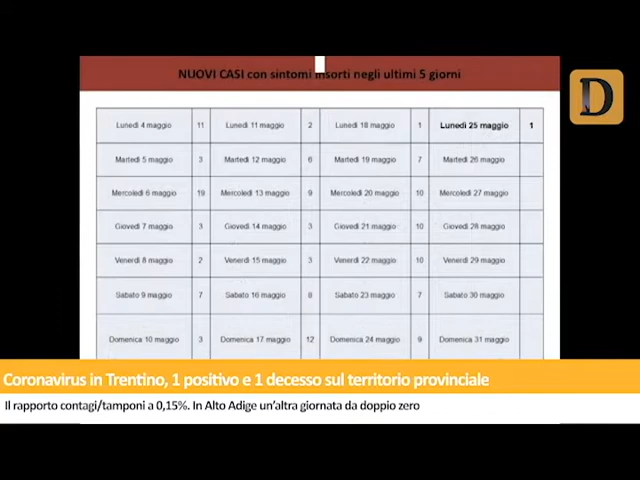 NUOVI CASI con sintomi insorti negli ultimi 5 giorni
D
Lunedì 4 maggio 11 Lunedì 11 maggio 2 Lunedì 18 maggio 1 Lunedì 25 maggio 1
Martedì 5 maggio 3 Martedì 12 maggio 6 Martedì 19 maggio 7 Martedì 26 maggio
Mercoledì 6 maggio 19 Mercoledì 13 maggio 9 Mercoledì 20 maggio 10 Mercoledì 27 maggio
Giovedì 7 maggio 3 Giovedì 14 maggio 3 Giovedì 21 maggio 10 Giovedì 28 maggio
Venerdì 8 maggio 2 Venerdì 15 maggio 3 Venerdì 22 maggio 10 Venerdì 29 maggio
Sabato 9 maggio 7 Sabato 16 maggio 8 Sabato 23 maggio 7 Sabato 30 maggio
Domenica 10 maggio 3 Domenica 17 maggio 12 Domenica 24 maggio 9 Domenica 31 maggio
Coronavirus in Trentino, 1 positivo e 1 decesso sul territorio provinciale
Il rapporto contagi/tamponi a 0,15%. In Alto Adige un'altra giornata da doppio zero